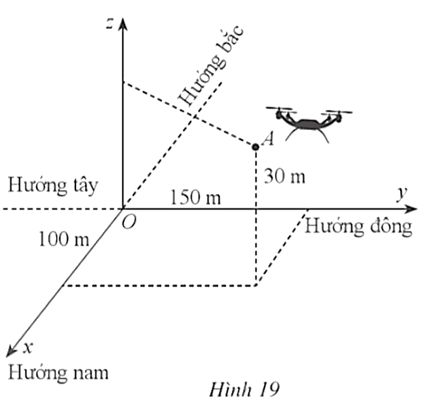 z
Hướng bắc
A
30 m
Hướng tây
150 m
y
O
Hướng đông
100 m
x
Hướng nam
Hình 19